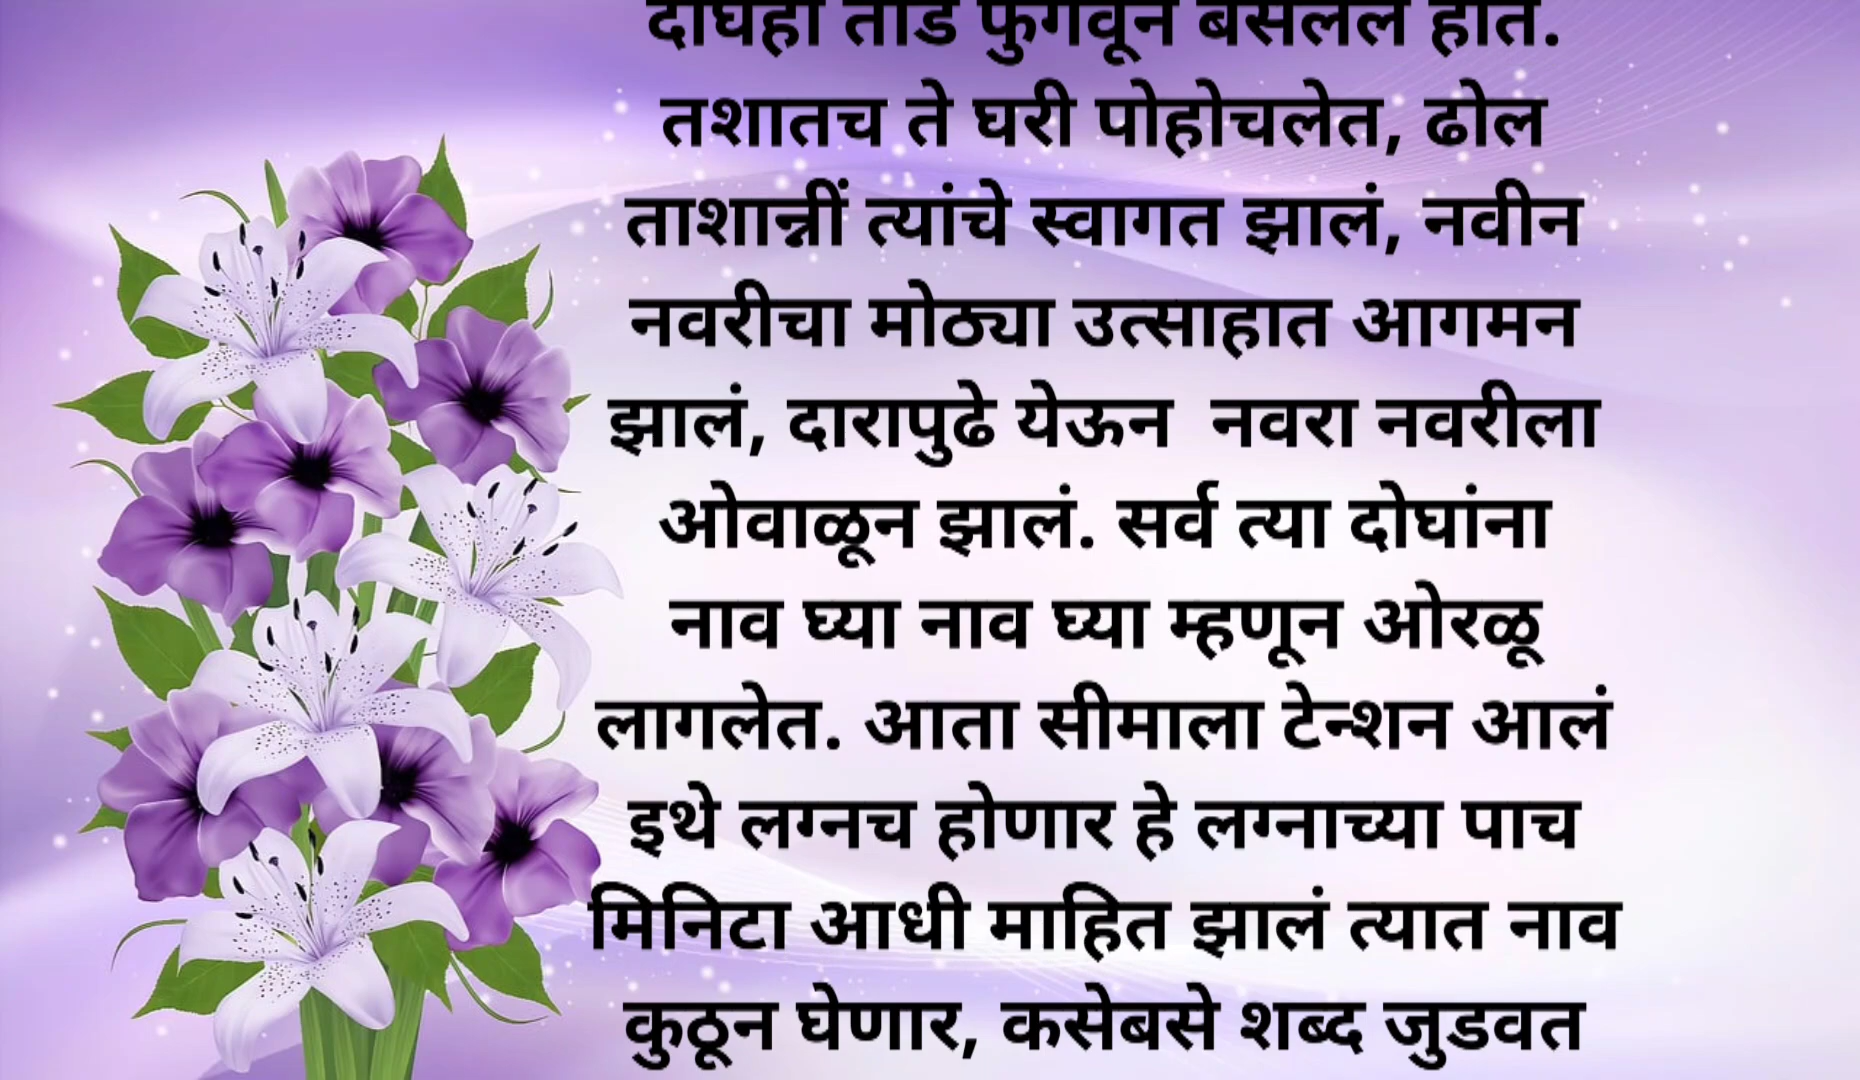 दोघही तोंड फुगवून बसलेले होते.
तशातच ते घरी पोहोचलेत, ढोल
ताशान्नीं त्यांचे स्वागत झालं, नवीन
नवरीचा मोठ्या उत्साहात आगमन
झालं, दारापुढे येऊन नवरा नवरीला
ओवाळून झालं. सर्व त्या दोघांना
नाव घ्या नाव घ्या म्हणून ओरळू
लागलेत. आता सीमाला टेन्शन आलं
इथे लग्नच होणार हे लग्नाच्या पाच
मिनिटा आधी माहित झालं त्यात नाव
कुठून घेणार, कसेबसे शब्द जुडवत